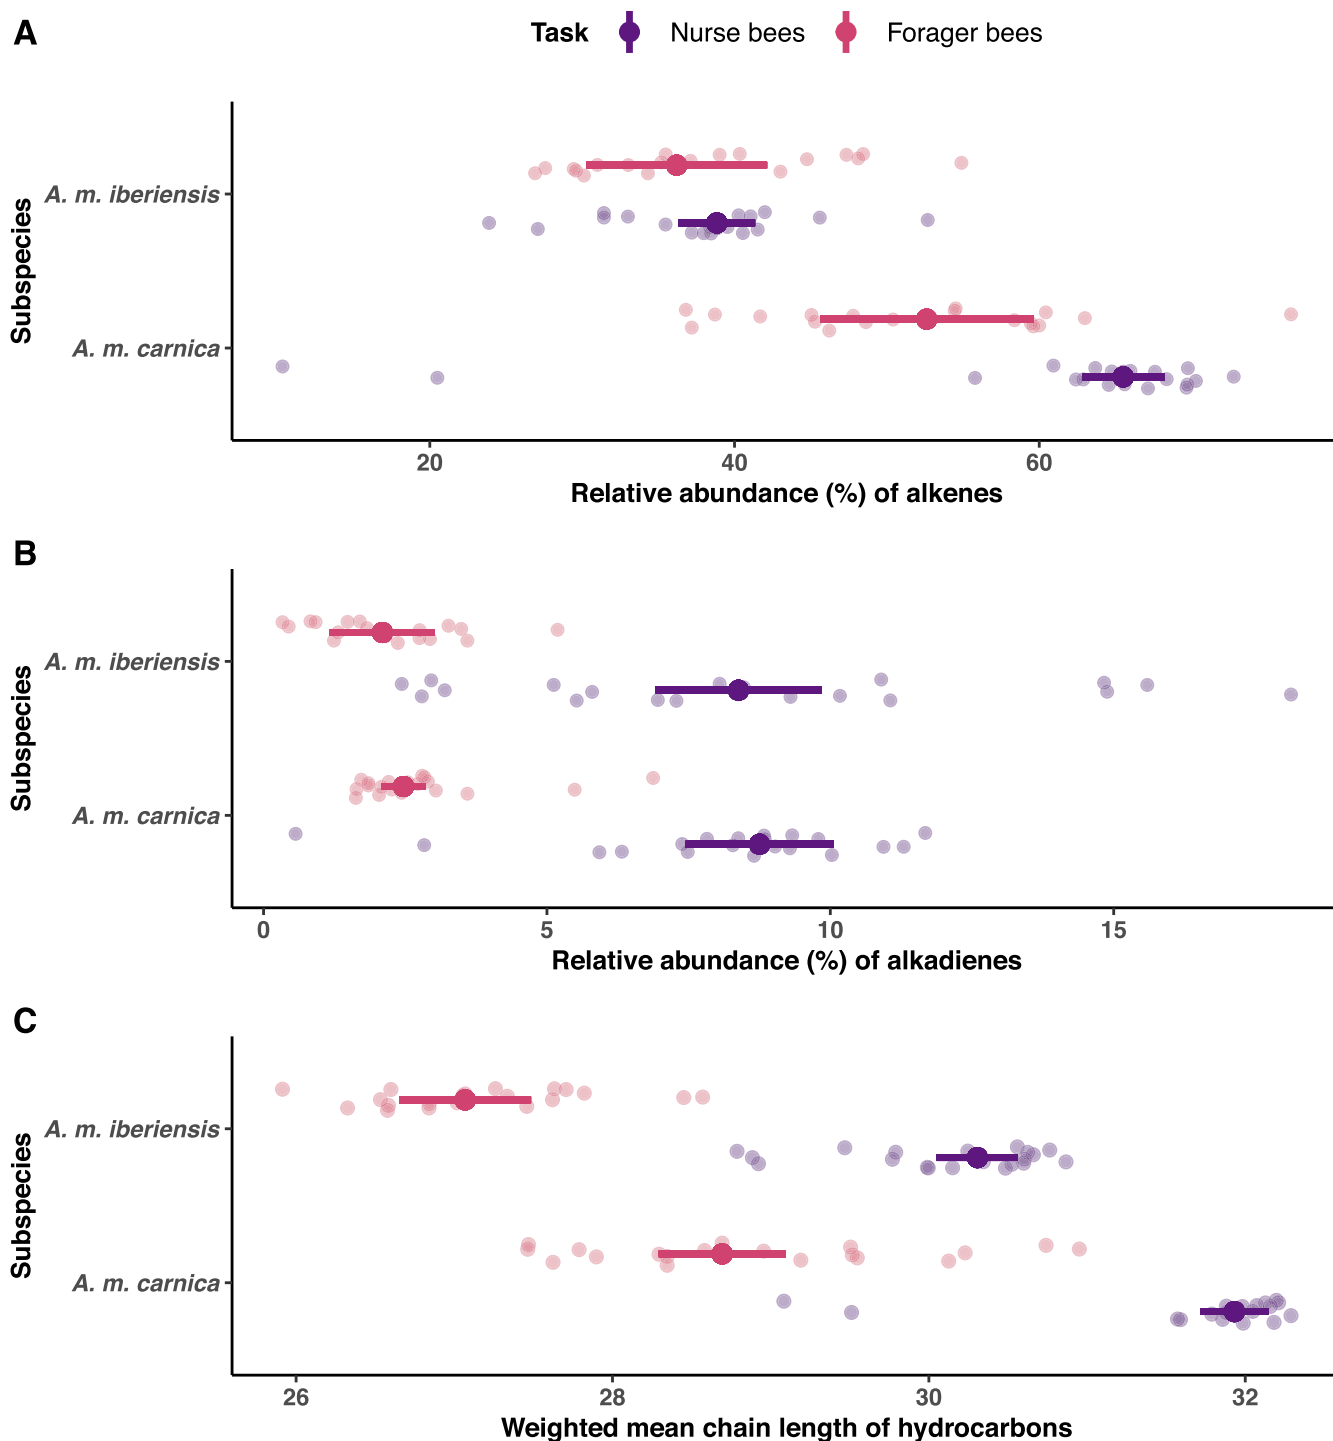 A
Task Nurse bees Forager bees
Subspecies
A. m. iberiensis
A. m. carnica
20 40 60
Relative abundance (%) of alkenes
B
Subspecies
A. m. iberiensis
A. m. carnica
0 5 10 15
Relative abundance (%) of alkadienes
C
Subspecies
A. m. iberiensis
A. m. carnica
26 28 30 32
Weighted mean chain length of hydrocarbons